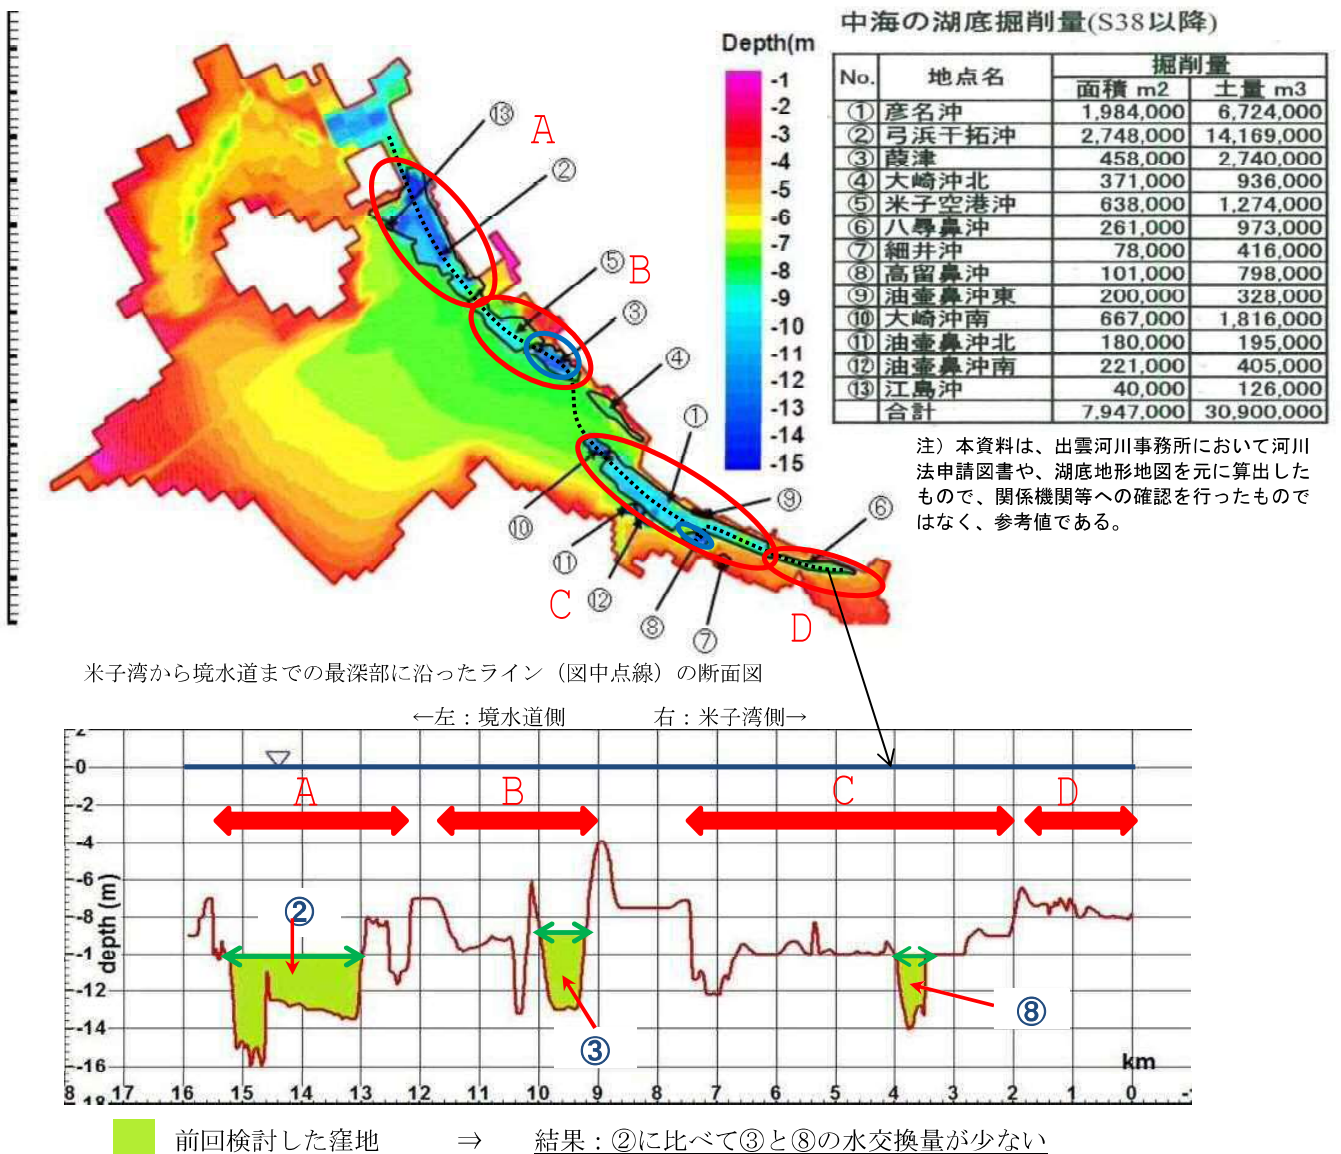 中海の湖底掘削量(S38以降)
Depth(m
-1
-2
-3
-4
-5
-6
-7
-8
-9
-10
-11
-12
-13
-14
-15
No. 地点名 掘削量
面積 m2 土量 m3
① 彦名沖 1,984,000 6,724,000
② 弓浜干拓沖 2,748,000 14,169,000
③ 葭津 458,000 2,740,000
④ 大崎沖北 371,000 936,000
⑤ 米子空港沖 638,000 1,274,000
⑥ 八尋鼻沖 261,000 973,000
⑦ 細井沖 78,000 416,000
⑧ 高留鼻沖 101,000 798,000
⑨ 油壷鼻沖東 200,000 328,000
⑩ 大崎沖南 667,000 1,816,000
⑪ 油壷鼻沖北 180,000 195,000
⑫ 油壷鼻沖南 221,000 405,000
⑬ 江島沖 40,000 126,000
合計 7,947,000 30,900,000
注）本資料は、出雲河川事務所において河川
法申請図書や、湖底地形地図を元に算出した
もので、関係機関等への確認を行ったもので
はなく、参考値である。
⑬ A
②
⑤ B
③
④
①
⑨
⑥
⑩
⑪
C ⑫
⑧
⑦
D
米子湾から境水道までの最深部に沿ったライン（図中点線）の断面図
←左：境水道側 右：米子湾側→
2
0
-2
-4
-6
-8
-1
-12
-14
-16
-18
depth (m)
A B C D
②
③
⑧
km
8 17 16 15 14 13 12 11 10 9 8 7 6 5 4 3 2 1 0 -
前回検討した窪地 ⇒ 結果：②に比べて③と⑧の水交換量が少ない